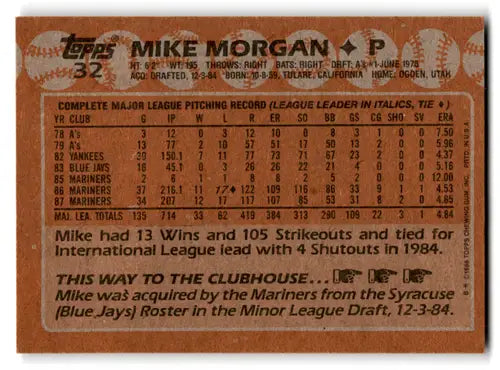 Topps
32
MIKE MORGAN ✦ P
HT: 6'2" WT: 195 THROWS: RIGHT BATS: RIGHT DRFT: A's #1-JUNE 1978
ACQ: DRAFTED, 12-3-84 BORN: 10-8-59, TULARE, CALIFORNIA HOME: OGDEN, UTAH
COMPLETE MAJOR LEAGUE PITCHING RECORD (LEAGUE LEADER IN ITALICS, TIE ♦)
YR CLUB G IP W L R ER SO BB GS CG SHO SV ERA
78 A's 3 12 0 3 12 10 0 8 3 1 0 0 7.50
79 A's 13 77 2 10 57 51 17 50 13 2 0 0 5.96
82 YANKEES 30 150.1 7 11 77 73 71 67 23 2 0 0 4.37
83 BLUE JAYS 16 45.1 0 3 26 26 22 21 4 0 0 0 5.16
85 MARINERS 2 6 1 1 8 8 2 5 2 0 0 0 12.00
86 MARINERS 37 216.1 11 17♦ 122 109 116 86 33 9 1 1 4.53
87 MARINERS 34 207 12 17 117 107 85 53 31 8 2 0 4.65
MAJ. LEA. TOTALS 135 714 33 62 419 384 313 290 109 22 3 1 4.84
Mike had 13 Wins and 105 Strikeouts and tied for
International League lead with 4 Shutouts in 1984.
THIS WAY TO THE CLUBHOUSE...
Mike was acquired by the Mariners from the Syracuse
(Blue Jays) Roster in the Minor League Draft, 12-3-84.
©1988 TOPPS CHEWING GUM, INC. PRTD. IN U.S.A.